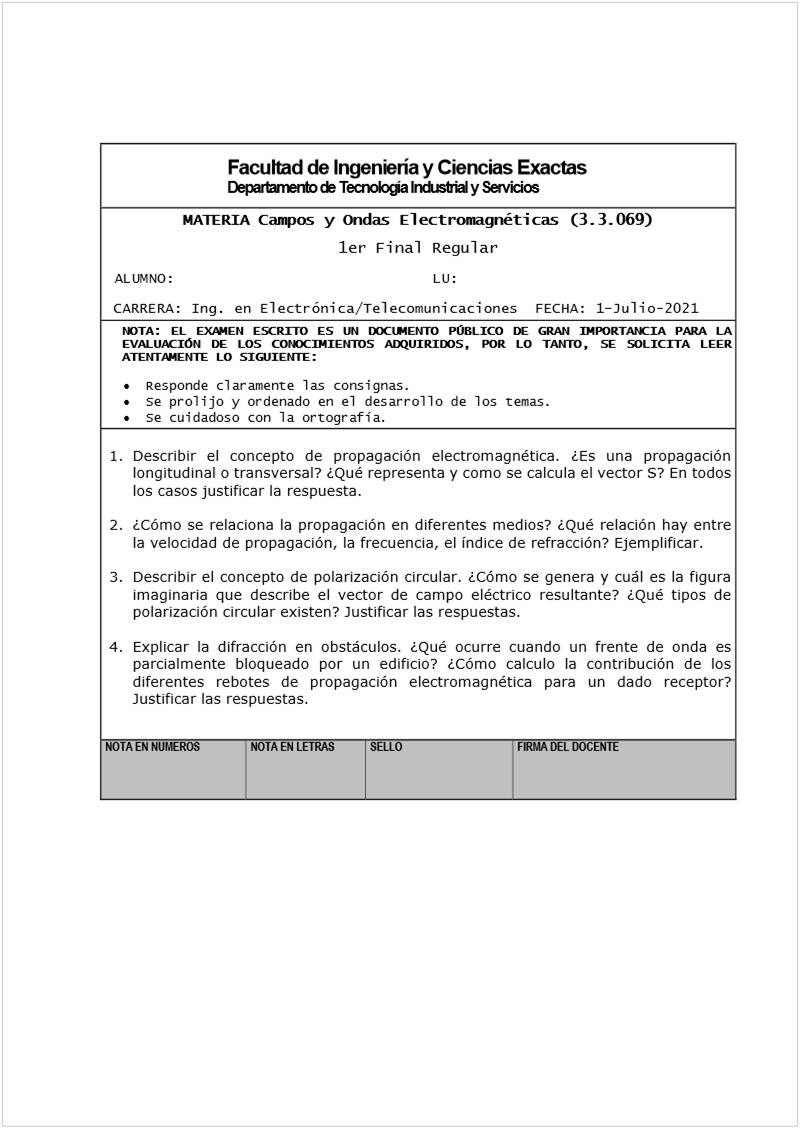 Facultad de Ingeniería y Ciencias Exactas
Departamento de Tecnología Industrial y Servicios
MATERIA Campos y Ondas Electromagnéticas (3.3.069)
1er Final Regular
ALUMNO: LU:
CARRERA: Ing. en Electrónica/Telecomunicaciones FECHA: 1-Julio-2021
NOTA: EL EXAMEN ESCRITO ES UN DOCUMENTO PÚBLICO DE GRAN IMPORTANCIA PARA LA
EVALUACIÓN DE LOS CONOCIMIENTOS ADQUIRIDOS, POR LO TANTO, SE SOLICITA LEER
ATENTAMENTE LO SIGUIENTE:
• Responde claramente las consignas.
• Se prolijo y ordenado en el desarrollo de los temas.
• Se cuidadoso con la ortografía.
1. Describir el concepto de propagación electromagnética. ¿Es una propagación
longitudinal o transversal? ¿Qué representa y como se calcula el vector S? En todos
los casos justificar la respuesta.
2. ¿Cómo se relaciona la propagación en diferentes medios? ¿Qué relación hay entre
la velocidad de propagación, la frecuencia, el índice de refracción? Ejemplificar.
3. Describir el concepto de polarización circular. ¿Cómo se genera y cuál es la figura
imaginaria que describe el vector de campo eléctrico resultante? ¿Qué tipos de
polarización circular existen? Justificar las respuestas.
4. Explicar la difracción en obstáculos. ¿Qué ocurre cuando un frente de onda es
parcialmente bloqueado por un edificio? ¿Cómo calculo la contribución de los
diferentes rebotes de propagación electromagnética para un dado receptor?
Justificar las respuestas.
NOTA EN NUMEROS NOTA EN LETRAS SELLO FIRMA DEL DOCENTE